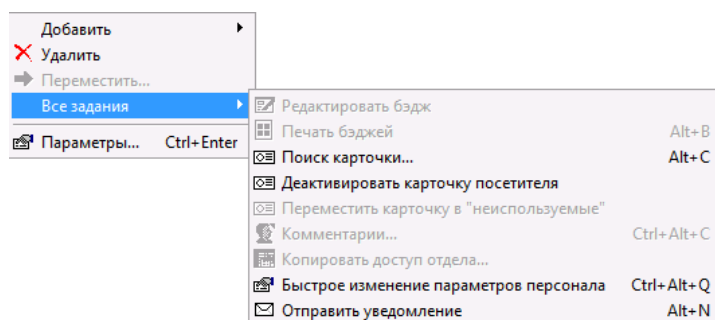 Добавить
Удалить
Переместить...
Все задания
Параметры... Ctrl+Enter
Редактировать бэдж
Печать бэджей Alt+B
Поиск карточки... Alt+C
Деактивировать карточку посетителя
Переместить карточку в "неиспользуемые"
Комментарии... Ctrl+Alt+C
Копировать доступ отдела...
Быстрое изменение параметров персонала Ctrl+Alt+Q
Отправить уведомление Alt+N